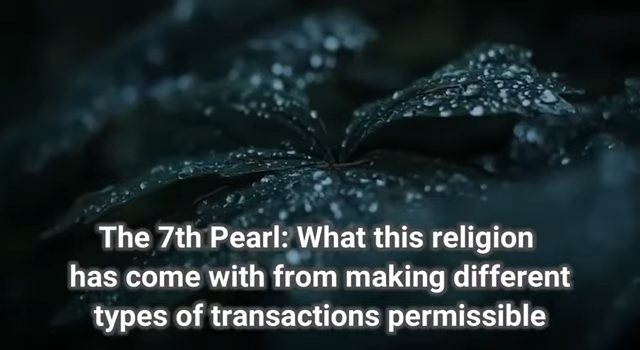 The 7th Pearl: What this religion
has come with from making different
types of transactions permissible